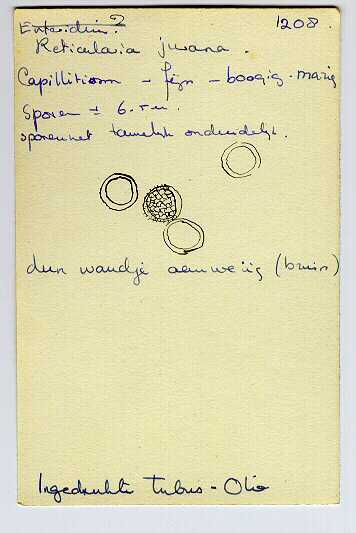 Enteridium? 1208.
Reticularia jurana.
Capillitium - fijn - boogig. mazig
Sporen ± 6.5 u.
sporennet tamelijk onduidelijk.
dun wandje aanwezig (bruin)
Ingedrukte tubus - Olie